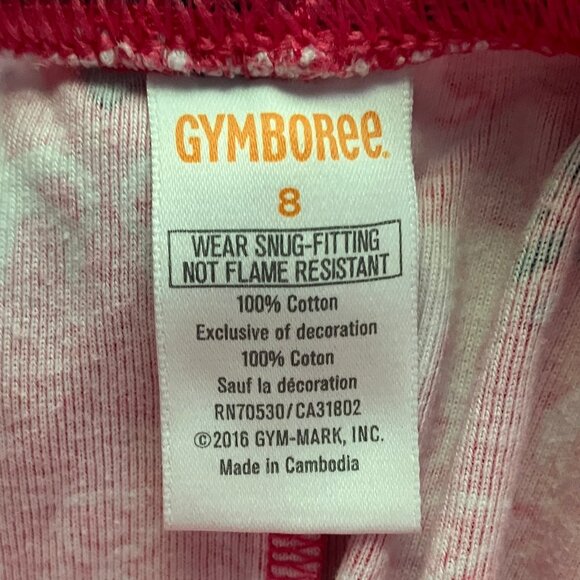 GYMBOREE.
8
WEAR SNUG-FITTING
NOT FLAME RESISTANT
100% Cotton
Exclusive of decoration
100% Coton
Sauf la décoration
RN70530/CA31802
©2016 GYM-MARK, INC.
Made in Cambodia